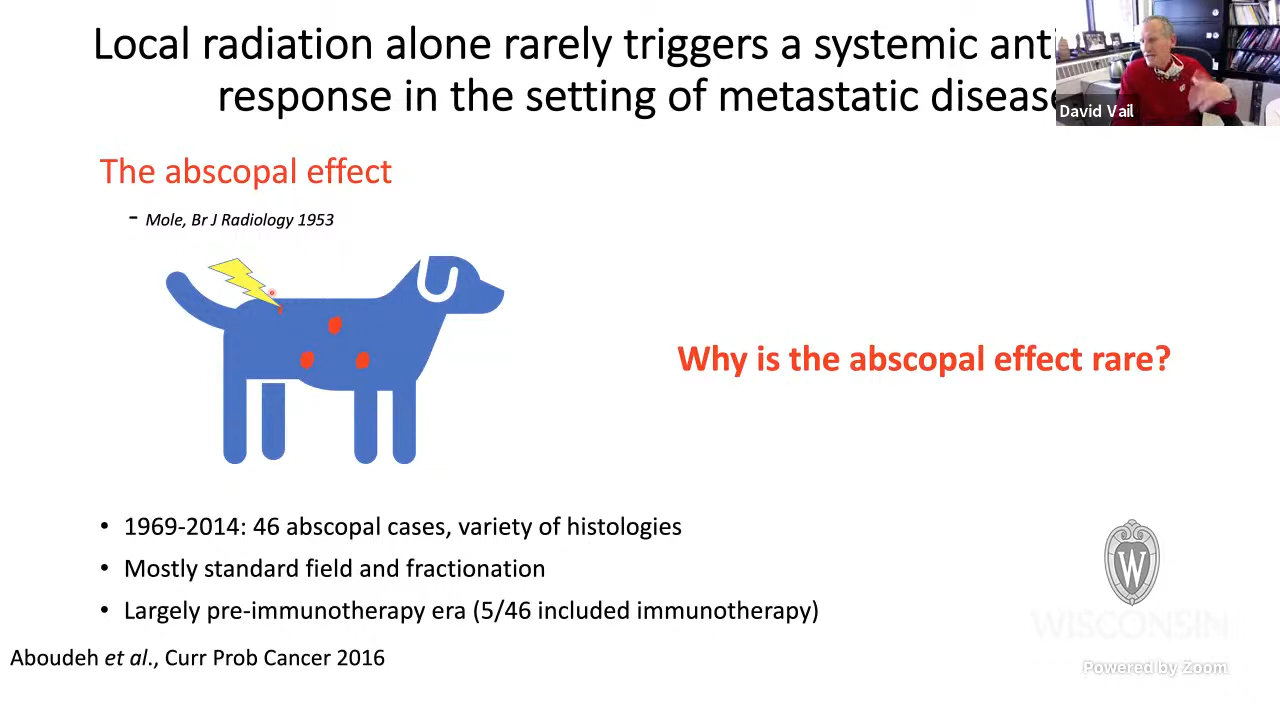 Local radiation alone rarely triggers a systemic anti
response in the setting of metastatic disease
David Vail
The abscopal effect
- Mole, Br J Radiology 1953
Why is the abscopal effect rare?
• 1969-2014: 46 abscopal cases, variety of histologies
• Mostly standard field and fractionation
• Largely pre-immunotherapy era (5/46 included immunotherapy)
W
WISCONSIN
Aboudeh et al., Curr Prob Cancer 2016
Powered by Zoom